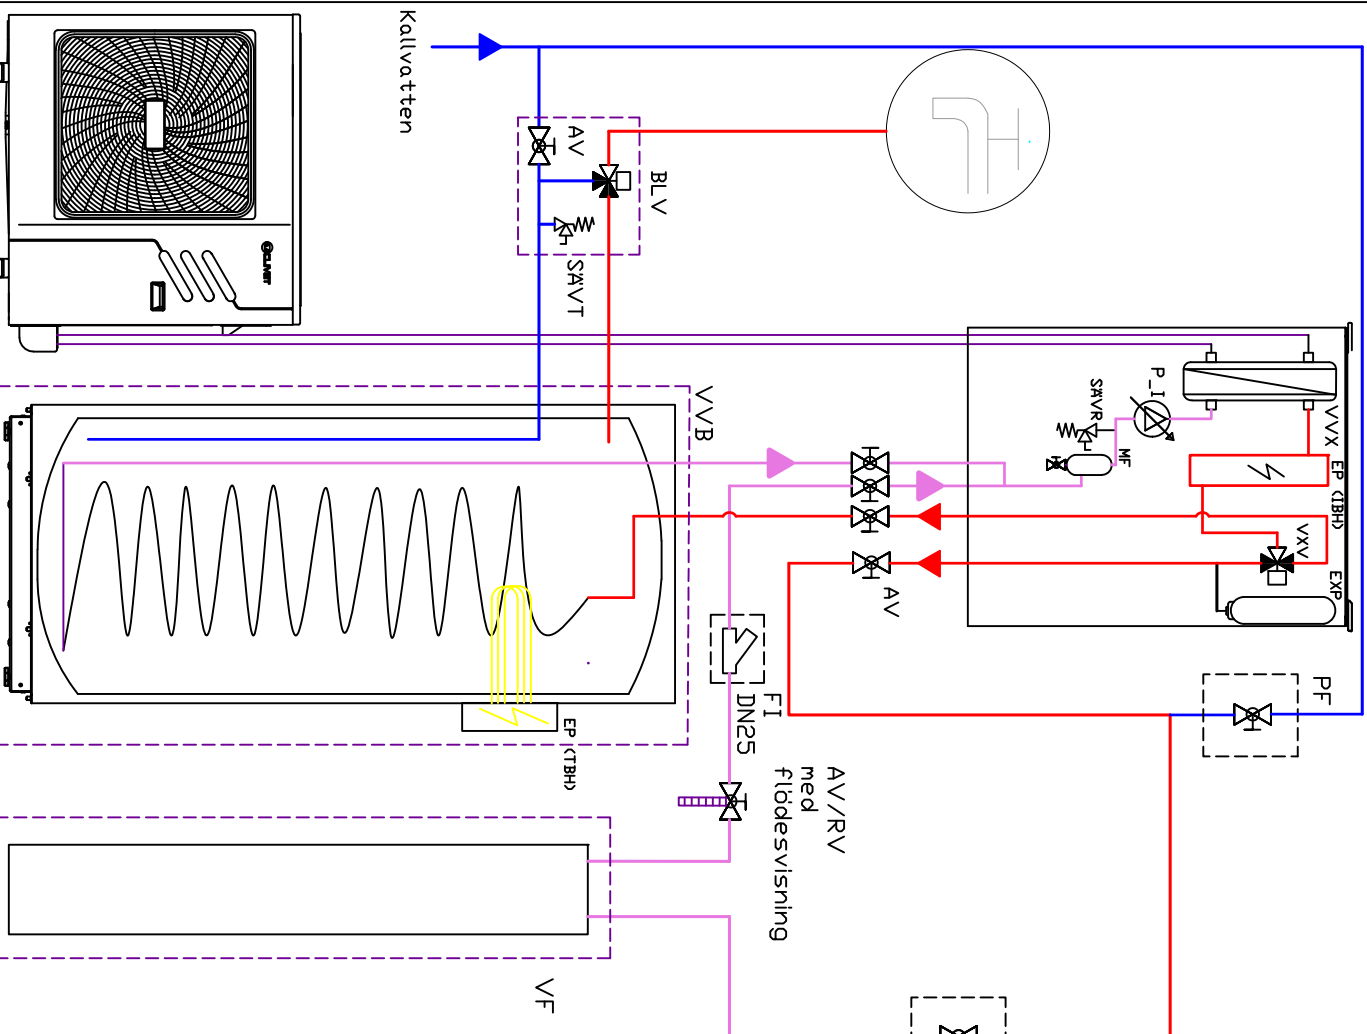 Kallvatten
AV
BLV
SÄVT
CLIVET
VVB
P_I
SÄVR
MF
VVX
EP (IBH)
VXV
EXP
AV
PF
FI
DN25
EP (TBH)
AV/RV
med
flödesvisning
VF